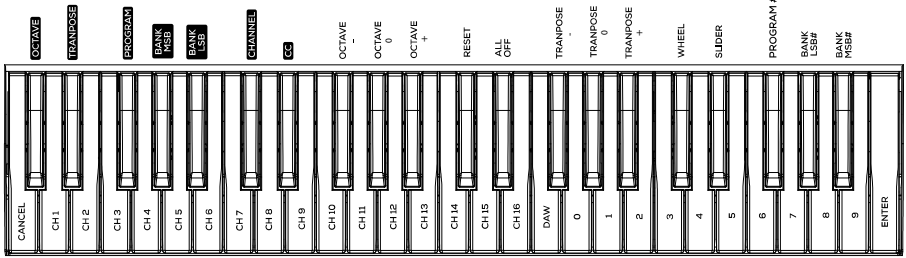 OCTAVE
TRANPOSE
PROGRAM
BANK
MSB
BANK
LSB
CHANNEL
CC
OCTAVE
-
OCTAVE
0
OCTAVE
+
RESET
ALL
OFF
TRANPOSE
-
TRANPOSE
0
TRANPOSE
+
WHEEL
SLIDER
PROGRAM #
BANK
LSB#
BANK
MSB#
CANCEL
CH 1
CH 2
CH 3
CH 4
CH 5
CH 6
CH 7
CH 8
CH 9
CH 10
CH 11
CH 12
CH 13
CH 14
CH 15
CH 16
DAW
0
1
2
3
4
5
6
7
8
9
ENTER